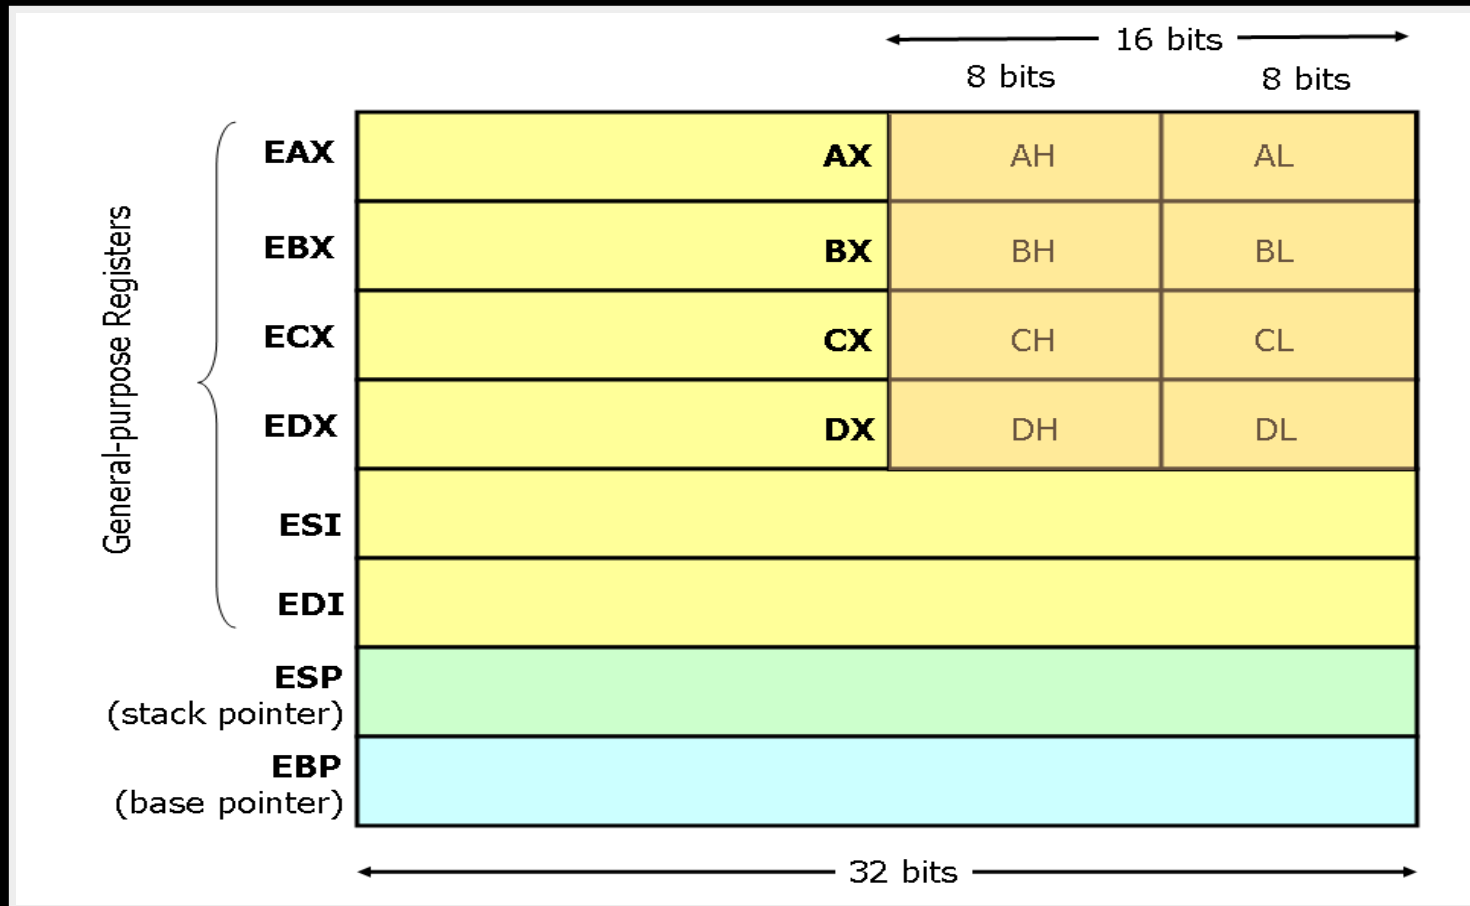 16 bits
8 bits 8 bits
General-purpose Registers
EAX AX AH AL
EBX BX BH BL
ECX CX CH CL
EDX DX DH DL
ESI
EDI
ESP
(stack pointer)
EBP
(base pointer)
32 bits